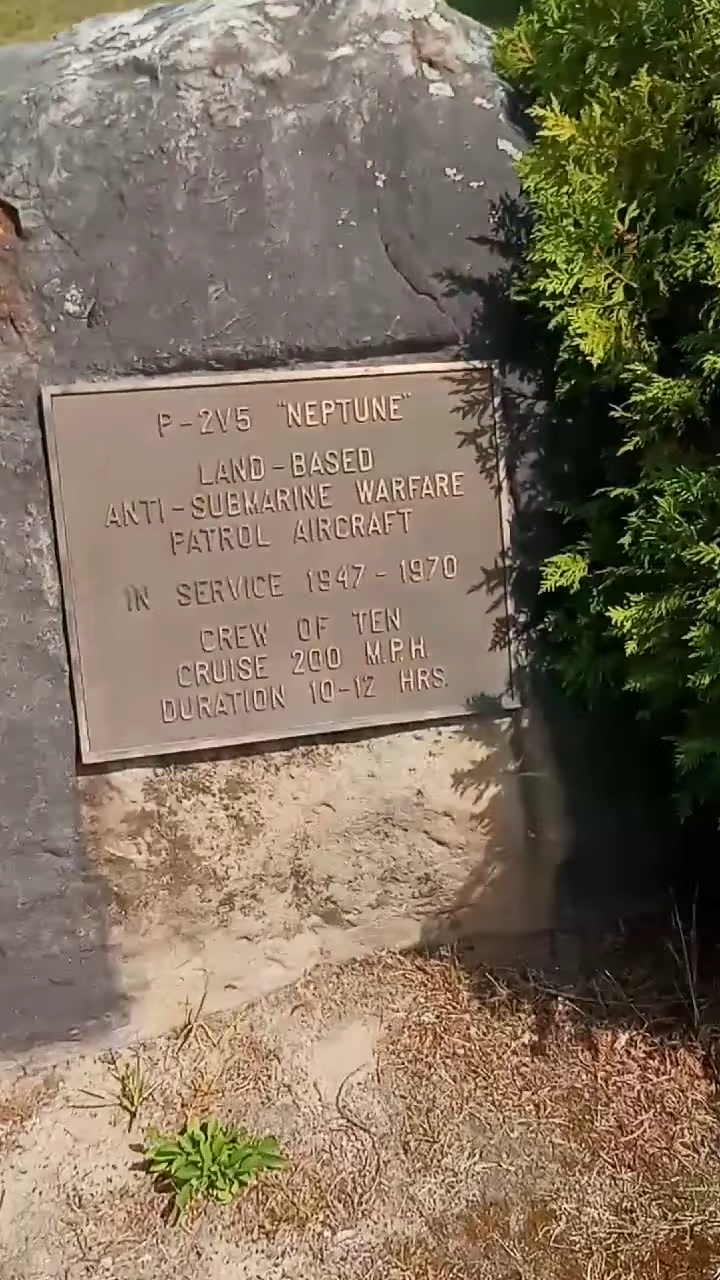 P-2V5 "NEPTUNE"
LAND-BASED
ANTI-SUBMARINE WARFARE
PATROL AIRCRAFT
IN SERVICE 1947-1970
CREW OF TEN
CRUISE 200 M.P.H.
DURATION 10-12 HRS.